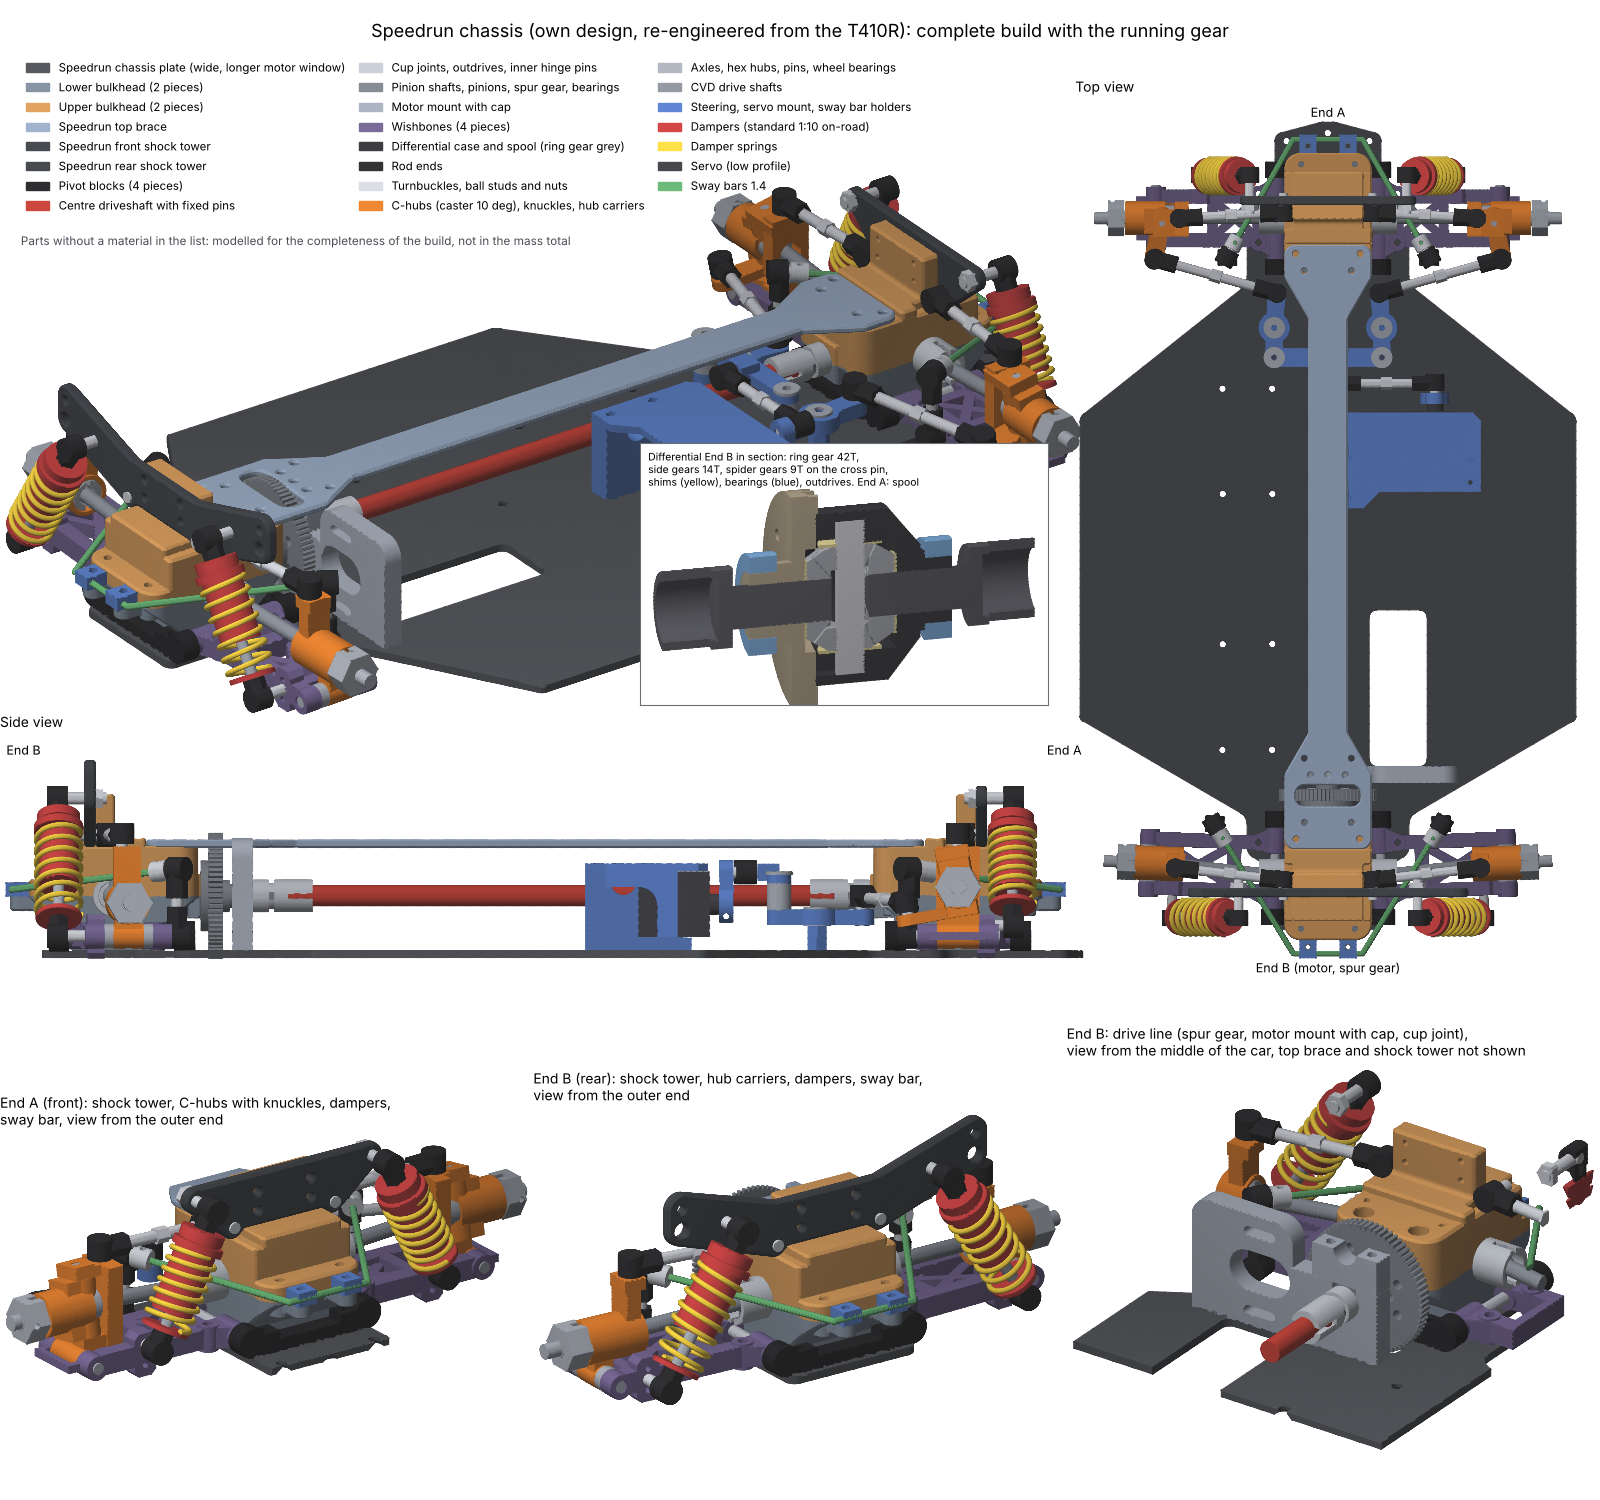 Speedrun chassis (own design, re-engineered from the T410R): complete build with the running gear
Speedrun chassis plate (wide, longer motor window)
Lower bulkhead (2 pieces)
Upper bulkhead (2 pieces)
Speedrun top brace
Speedrun front shock tower
Speedrun rear shock tower
Pivot blocks (4 pieces)
Centre driveshaft with fixed pins
Cup joints, outdrives, inner hinge pins
Pinion shafts, pinions, spur gear, bearings
Motor mount with cap
Wishbones (4 pieces)
Differential case and spool (ring gear grey)
Rod ends
Turnbuckles, ball studs and nuts
C-hubs (caster 10 deg), knuckles, hub carriers
Axles, hex hubs, pins, wheel bearings
CVD drive shafts
Steering, servo mount, sway bar holders
Dampers (standard 1:10 on-road)
Damper springs
Servo (low profile)
Sway bars 1.4
Parts without a material in the list: modelled for the completeness of the build, not in the mass total
Top view
End A
End B (motor, spur gear)
Differential End B in section: ring gear 42T,
side gears 14T, spider gears 9T on the cross pin,
shims (yellow), bearings (blue), outdrives. End A: spool
Side view
End B
End A
End A (front): shock tower, C-hubs with knuckles, dampers,
sway bar, view from the outer end
End B (rear): shock tower, hub carriers, dampers, sway bar,
view from the outer end
End B: drive line (spur gear, motor mount with cap, cup joint),
view from the middle of the car, top brace and shock tower not shown